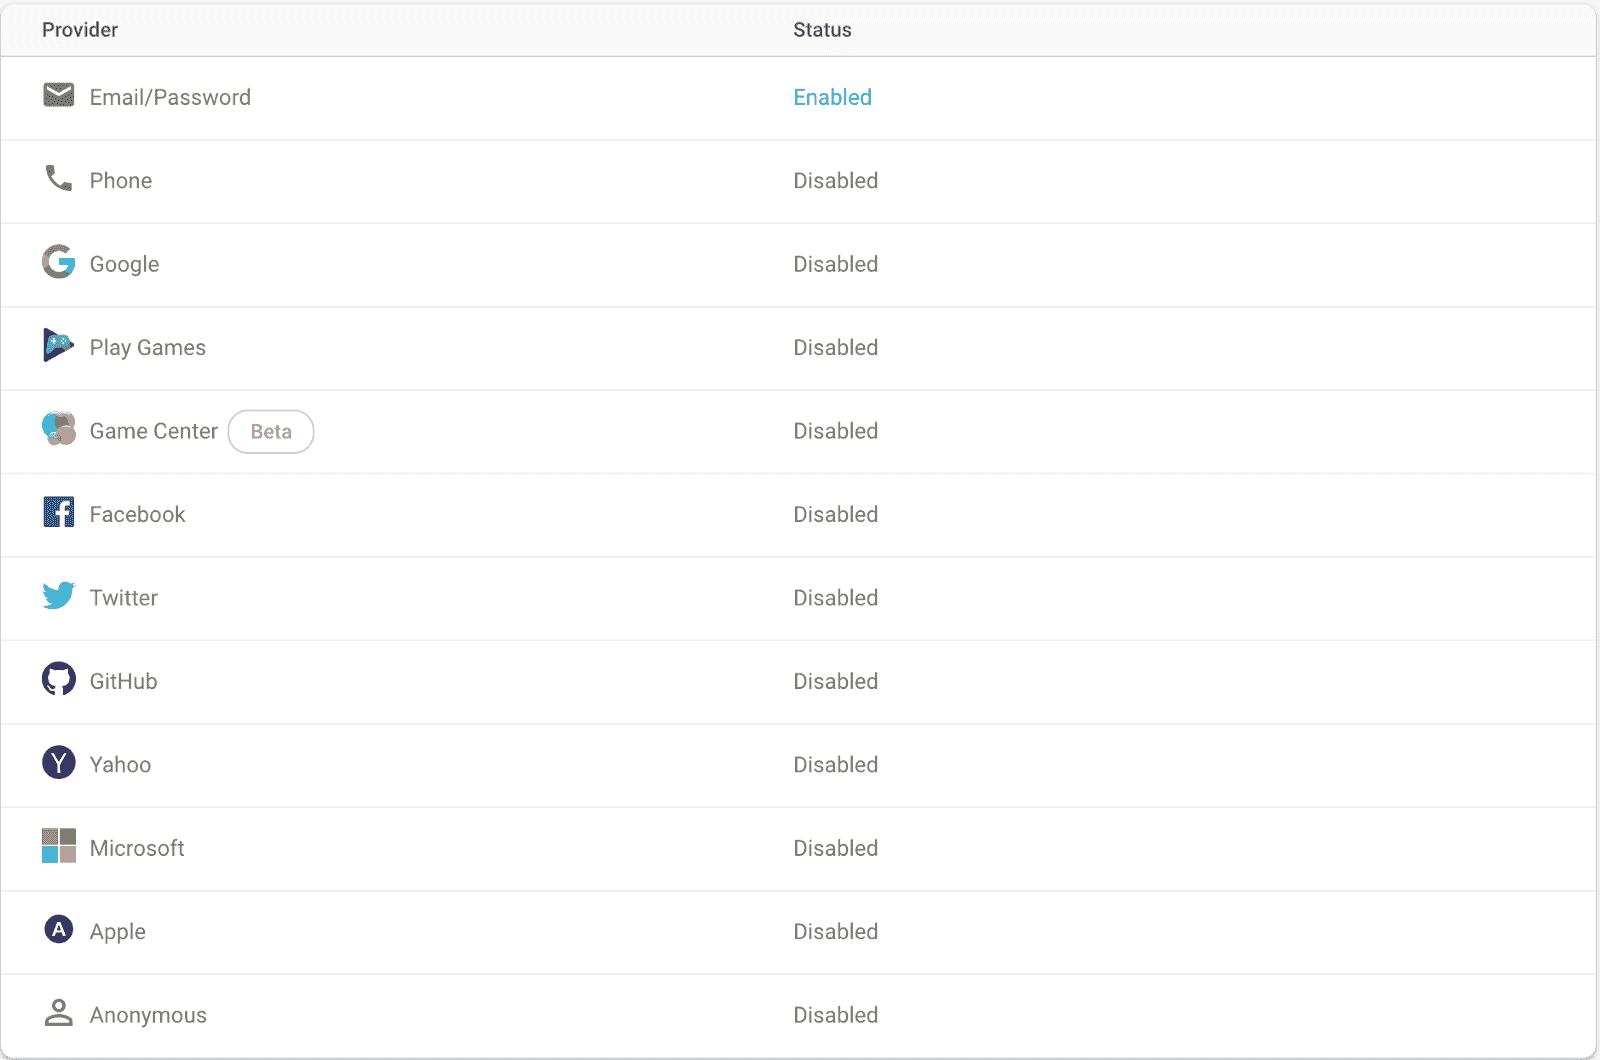 Provider Status
Email/Password Enabled
Phone Disabled
Google Disabled
Play Games Disabled
Game Center Beta Disabled
Facebook Disabled
Twitter Disabled
GitHub Disabled
Y Yahoo Disabled
Microsoft Disabled
A Apple Disabled
Anonymous Disabled